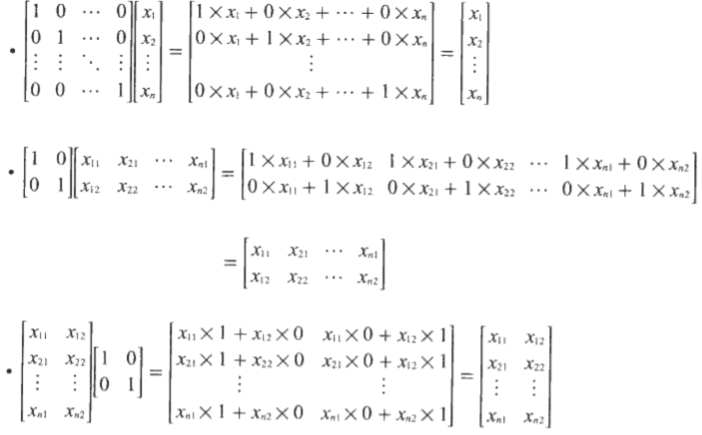 • [1 0 ⋯ 0; 0 1 ⋯ 0; ⋮ ⋮ ⋱ ⋮; 0 0 ⋯ 1][x₁; x₂; ⋮; xₙ] = [1×x₁+0×x₂+⋯+0×xₙ; 0×x₁+1×x₂+⋯+0×xₙ; ⋮; 0×x₁+0×x₂+⋯+1×xₙ] = [x₁; x₂; ⋮; xₙ]
• [1 0; 0 1][x₁₁ x₂₁ ⋯ xₙ₁; x₁₂ x₂₂ ⋯ xₙ₂] = [1×x₁₁+0×x₁₂ 1×x₂₁+0×x₂₂ ⋯ 1×xₙ₁+0×xₙ₂; 0×x₁₁+1×x₁₂ 0×x₂₁+1×x₂₂ ⋯ 0×xₙ₁+1×xₙ₂]
= [x₁₁ x₂₁ ⋯ xₙ₁; x₁₂ x₂₂ ⋯ xₙ₂]
• [x₁₁ x₁₂; x₂₁ x₂₂; ⋮ ⋮; xₙ₁ xₙ₂][1 0; 0 1] = [x₁₁×1+x₁₂×0 x₁₁×0+x₁₂×1; x₂₁×1+x₂₂×0 x₂₁×0+x₁₂×1; ⋮ ⋮; xₙ₁×1+xₙ₂×0 xₙ₁×0+xₙ₂×1] = [x₁₁ x₁₂; x₂₁ x₂₂; ⋮ ⋮; xₙ₁ xₙ₂]